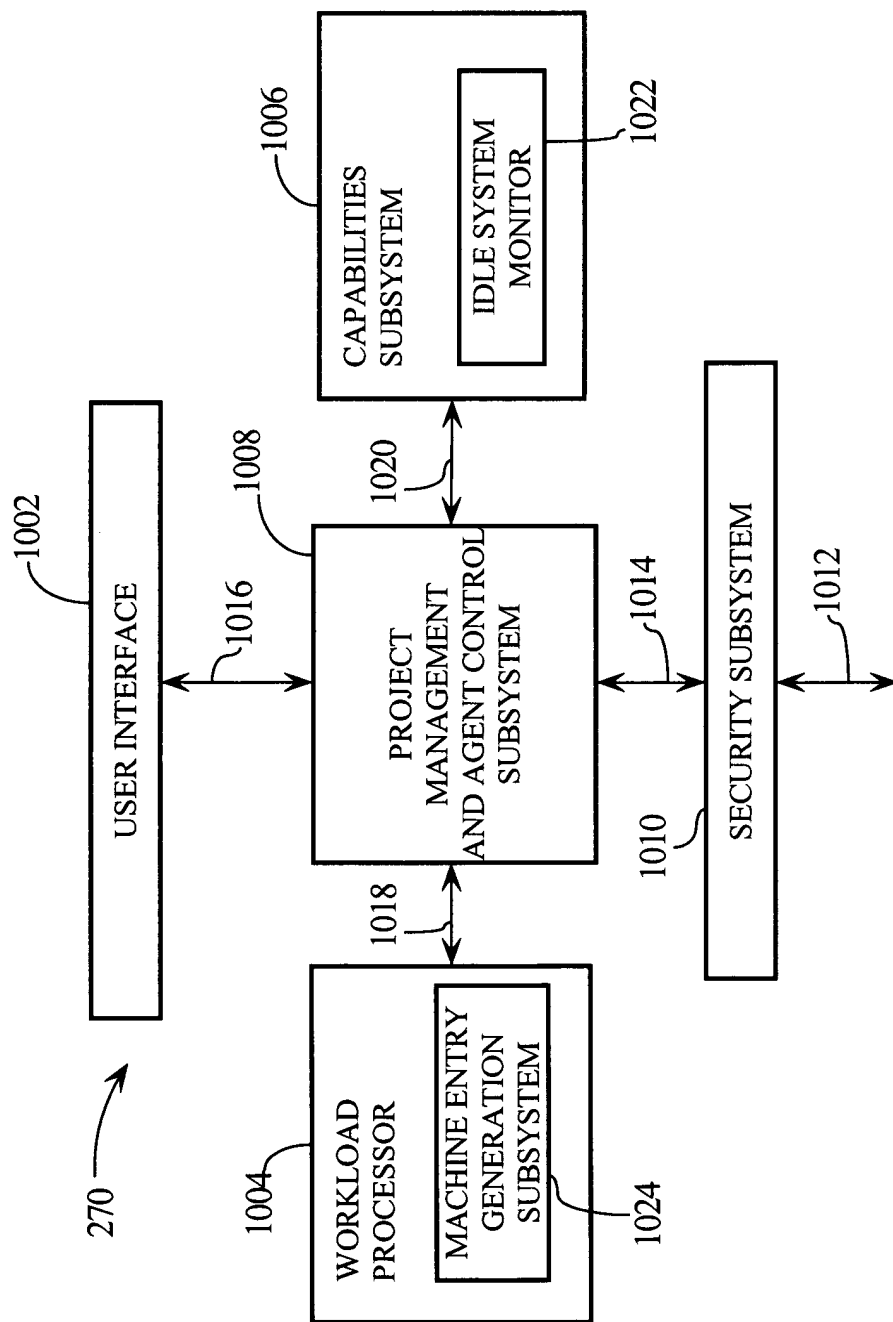 270
1002
USER INTERFACE
1016
1004
WORKLOAD
PROCESSOR
MACHINE ENTRY
GENERATION
SUBSYSTEM
1024
1018
1008
PROJECT
MANAGEMENT
AND AGENT CONTROL
SUBSYSTEM
1020
1006
CAPABILITIES
SUBSYSTEM
IDLE SYSTEM
MONITOR
1022
1014
1010
SECURITY SUBSYSTEM
1012